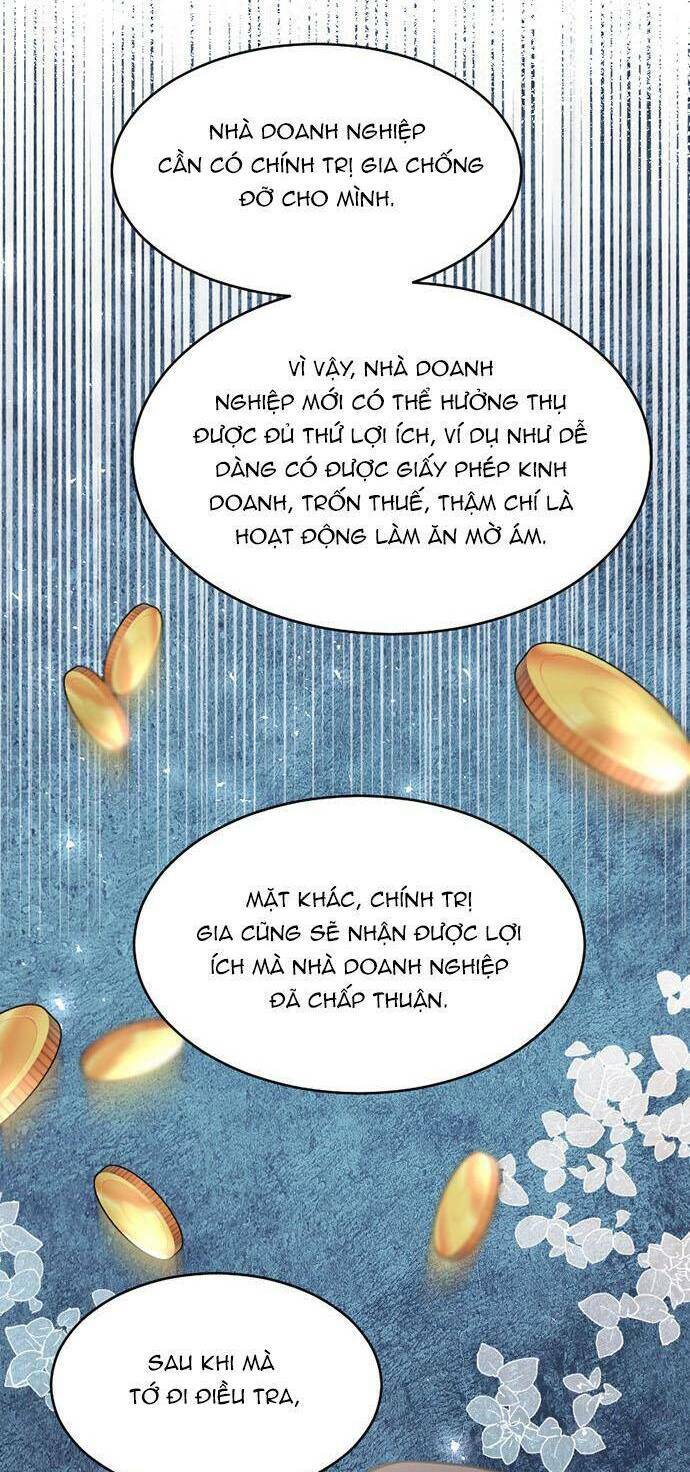 NHÀ DOANH NGHIỆP
CẦN CÓ CHÍNH TRỊ GIA CHỐNG
ĐỠ CHO MÌNH.
VÌ VẬY, NHÀ DOANH
NGHIỆP MỚI CÓ THỂ HƯỞNG THỤ
ĐƯỢC ĐỦ THỨ LỢI ÍCH, VÍ DỤ NHƯ DỄ
DÀNG CÓ ĐƯỢC GIẤY PHÉP KINH
DOANH, TRỐN THUẾ, THẬM CHÍ LÀ
HOẠT ĐỘNG LÀM ĂN MỜ ÁM.
MẶT KHÁC, CHÍNH TRỊ
GIA CŨNG SẼ NHẬN ĐƯỢC LỢI
ÍCH MÀ NHÀ DOANH NGHIỆP
ĐÃ CHẤP THUẬN.
SAU KHI MÀ
TỚ ĐI ĐIỀU TRA,